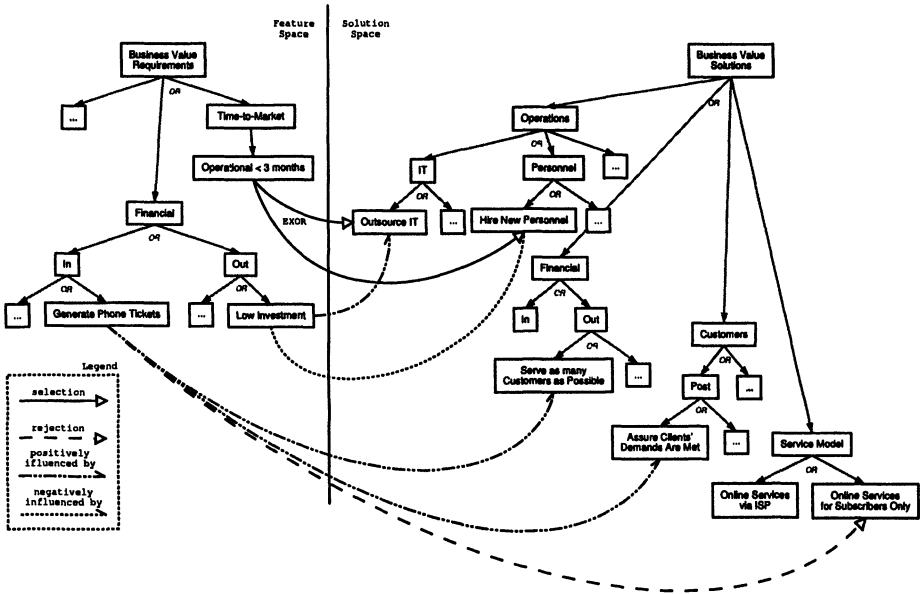 Feature
Space
Solution
Space
Business Value
Requirements
OR
...
Time-to-Market
Operational < 3 months
Financial
OR
In
Out
OR
OR
...
Generate Phone Tickets
...
Low Investment
EXOR
Business Value
Solutions
OR
Operations
OR
IT
Personnel
...
OR
OR
Outsource IT
...
Hire New Personnel
...
Financial
OR
In
Out
OR
Serve as many
Customers as Possible
...
Customers
OR
Post
...
OR
Assure Clients'
Demands Are Met
...
Service Model
OR
Online Services
via ISP
Online Services
for Subscribers Only
Legend
selection
rejection
positively
ifluenced by
negatively
influenced by